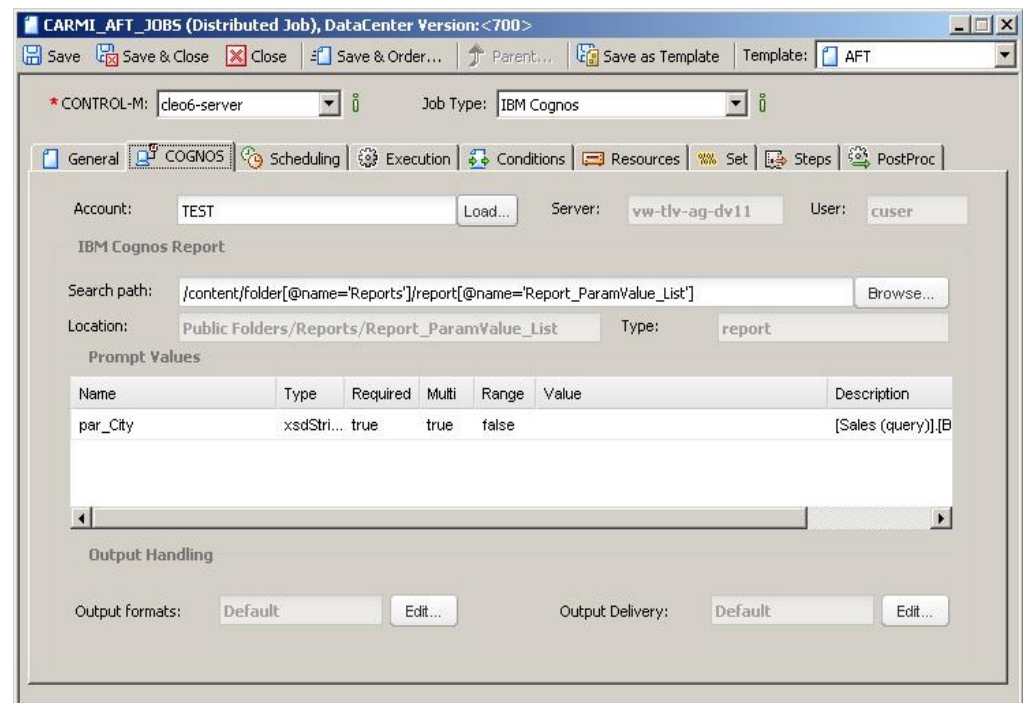 CARMI_AFT_JOBS (Distributed Job), DataCenter Version:<700>
Save Save & Close Close Save & Order... Parent... Save as Template Template: AFT
* CONTROL-M: cleo6-server Job Type: IBM Cognos
General COGNOS Scheduling Execution Conditions Resources Set Steps PostProc
Account: TEST Load... Server: vw-tlv-ag-dv11 User: cuser
IBM Cognos Report
Search path: /content/folder[@name='Reports']/report[@name='Report_ParamValue_List'] Browse...
Location: Public Folders/Reports/Report_ParamValue_List Type: report
Prompt Values
Name Type Required Multi Range Value Description
par_City xsdStri... true true false [Sales (query)].[B
Output Handling
Output formats: Default Edit... Output Delivery: Default Edit...